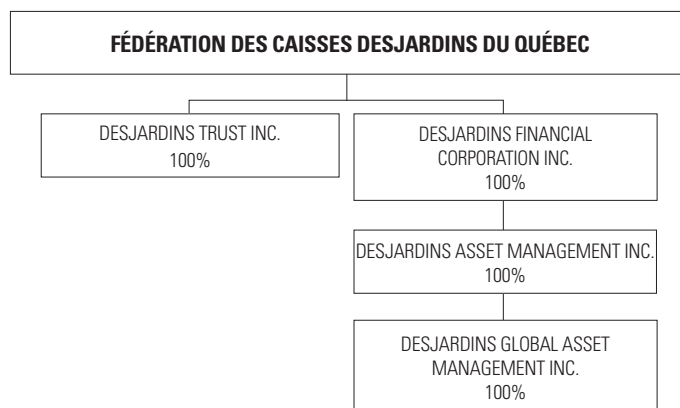 FÉDÉRATION DES CAISSES DESJARDINS DU QUÉBEC
DESJARDINS TRUST INC.
100%
DESJARDINS FINANCIAL
CORPORATION INC.
100%
DESJARDINS ASSET MANAGEMENT INC.
100%
DESJARDINS GLOBAL ASSET
MANAGEMENT INC.
100%